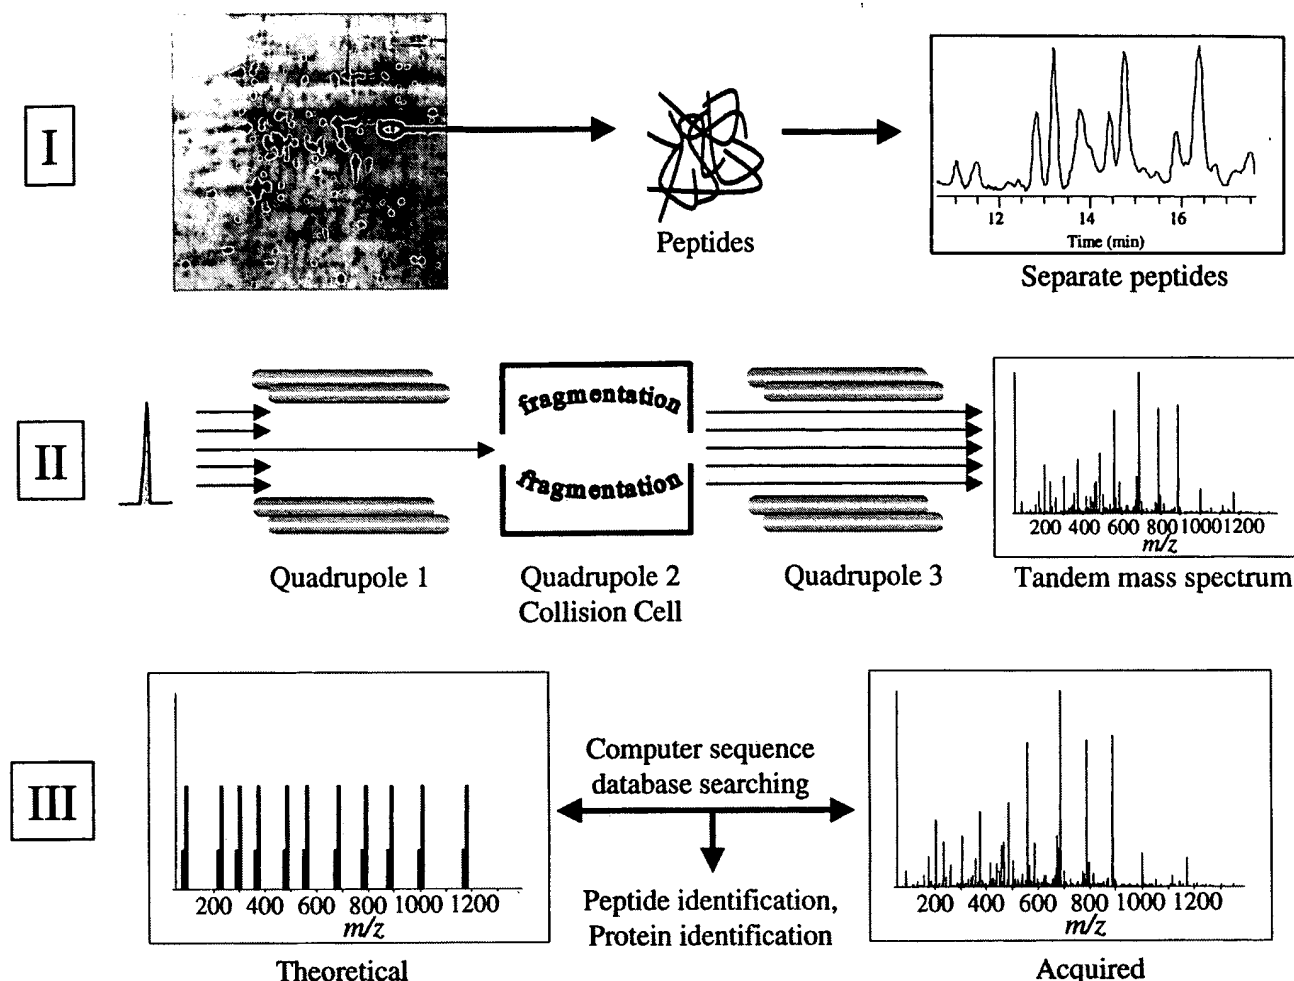 I
Peptides
12 14 16
Time (min)
Separate peptides
II
fragmentation
fragmentation
200 400 600 800 1000 1200
m/z
Quadrupole 1
Quadrupole 2
Collision Cell
Quadrupole 3
Tandem mass spectrum
III
Computer sequence
database searching
Peptide identification,
Protein identification
200 400 600 800 1000 1200
m/z
Theoretical
200 400 600 800 1000 1200
m/z
Acquired